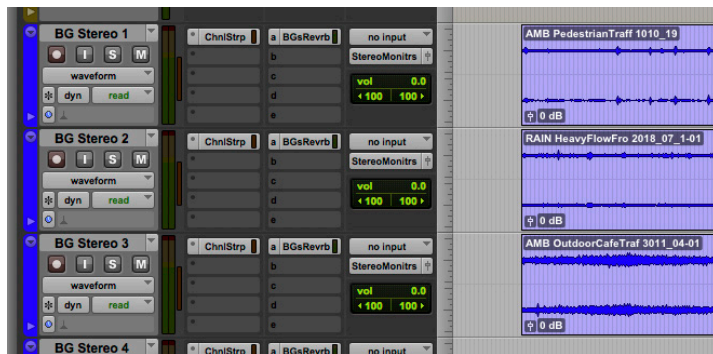 BG Stereo 1
ChnlStrp
a BGsRevrb
no input
AMB PedestrianTraff 1010_19
I S M
b
StereoMonitrs
waveform
c
vol 0.0
dyn read
d
100 100
e
0 dB
BG Stereo 2
ChnlStrp
a BGsRevrb
no input
RAIN HeavyFlowFro 2018_07_1-01
I S M
b
StereoMonitrs
waveform
c
vol 0.0
dyn read
d
100 100
e
0 dB
BG Stereo 3
ChnlStrp
a BGsRevrb
no input
AMB OutdoorCafeTraf 3011_04-01
I S M
b
StereoMonitrs
waveform
c
vol 0.0
dyn read
d
100 100
e
0 dB
BG Stereo 4
ChnlStrp
a BGsRevrb
no input